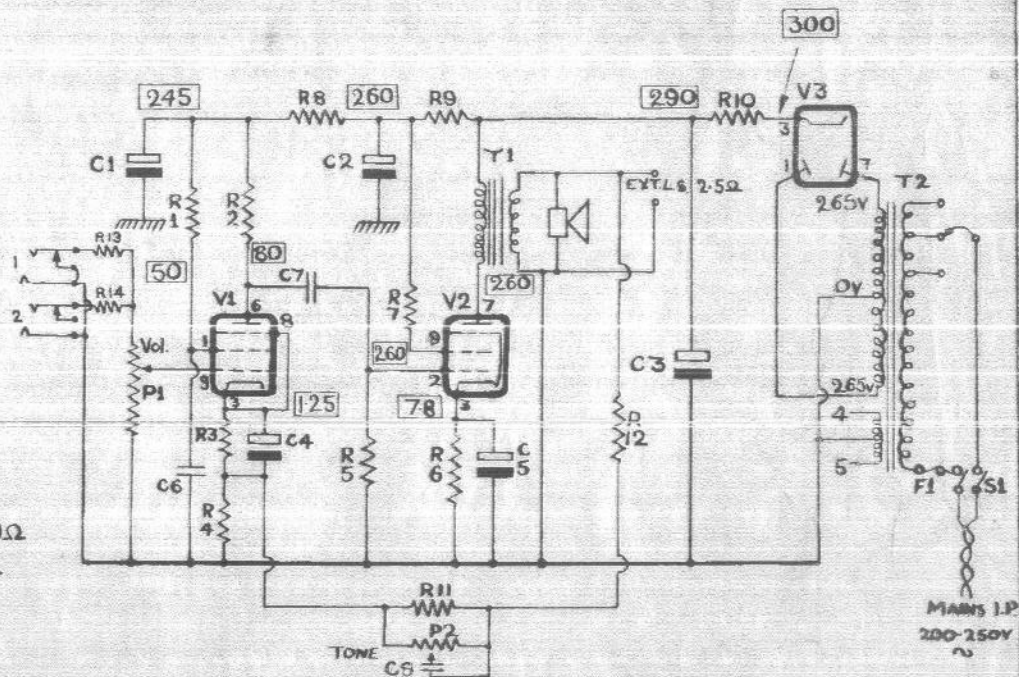 300
245
R8
260
R9
290
R10
V3
3
1
7
C1
C2
T1
T2
R
1
R
2
EXT.L.S. 2.5Ω
265V
R13
1
R14
2
50
80
6
C7
V1
8
1
9
3
R
7
V2
7
260
9
2
3
0V
Vol.
P1
260
C3
125
78
265V
4
5
R3
C4
R
5
R
6
C
5
R
12
C6
R
4
F1
S1
Ω
R11
P2
TONE
MAINS I.P
200-250V
~